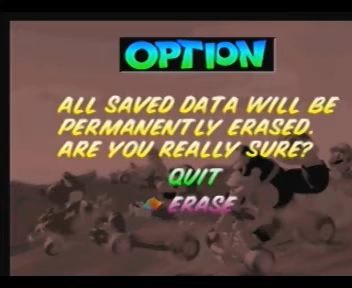 OPTION
ALL SAVED DATA WILL BE
PERMANENTLY ERASED.
ARE YOU REALLY SURE?
QUIT
ERASE